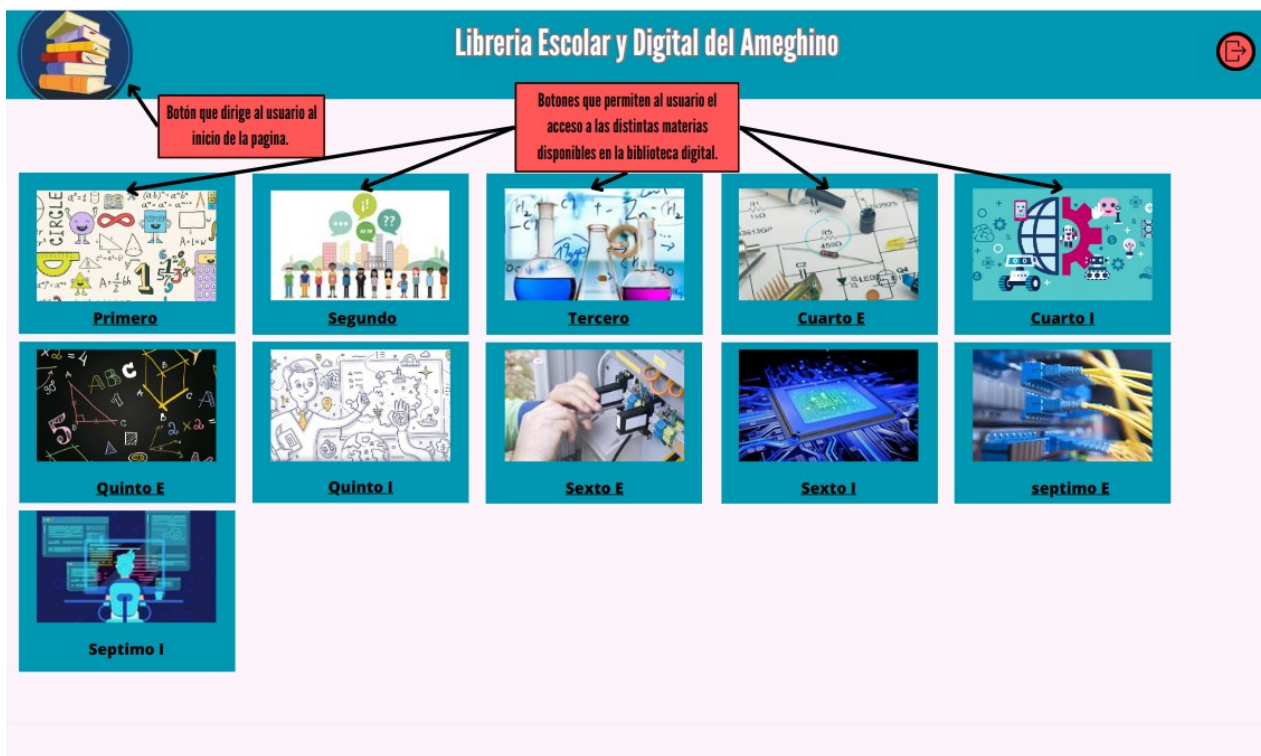 Libreria Escolar y Digital del Ameghino
Botón que dirige al usuario al
inicio de la pagina.
Botones que permiten al usuario el
acceso a las distintas materias
disponibles en la biblioteca digital.
Primero
Segundo
Tercero
Cuarto E
Cuarto I
Quinto E
Quinto I
Sexto E
Sexto I
septimo E
Septimo I